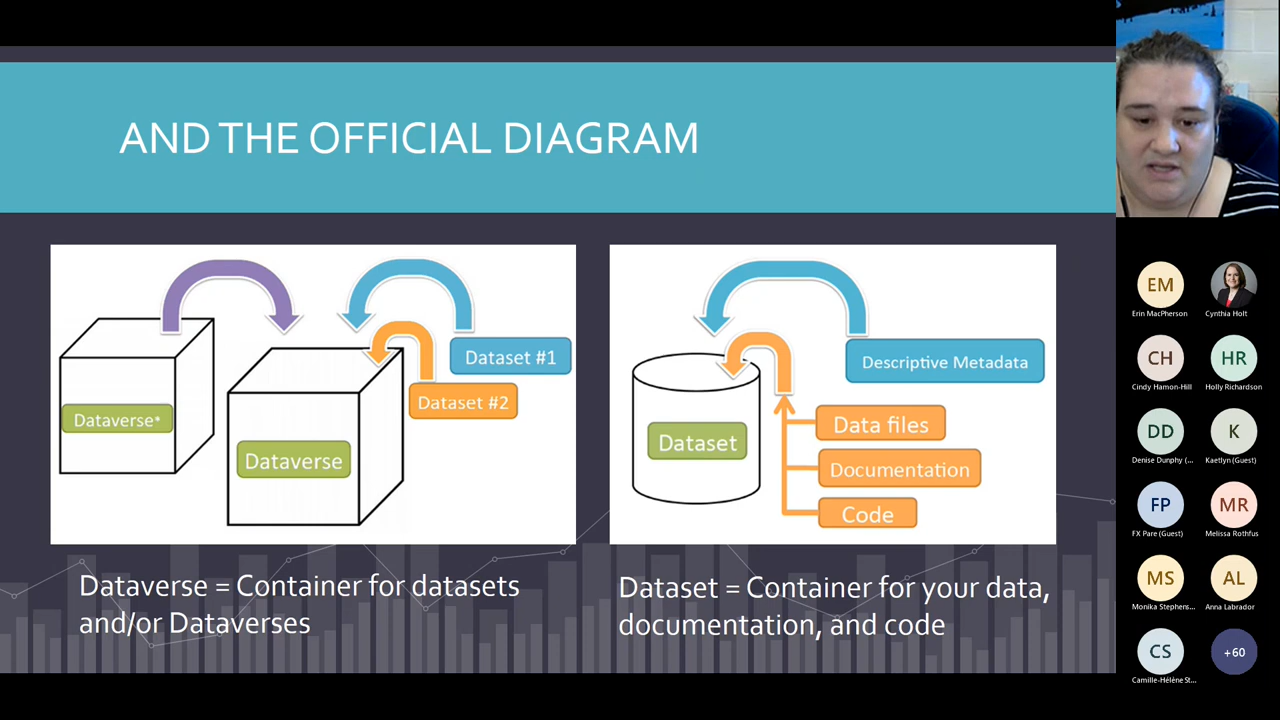 AND THE OFFICIAL DIAGRAM
Dataverse*
Dataverse
Dataset #1
Dataset #2
Dataset
Descriptive Metadata
Data files
Documentation
Code
Dataverse = Container for datasets
and/or Dataverses
Dataset = Container for your data,
documentation, and code
EM
Erin MacPherson
Cynthia Holt
CH
Cindy Hamon-Hill
HR
Holly Richardson
DD
Denise Dunphy (...
K
Kaetlyn (Guest)
FP
FX Pare (Guest)
MR
Melissa Rothfus
MS
Monika Stephens...
AL
Anna Labrador
CS
Camille-Hélène St...
+60